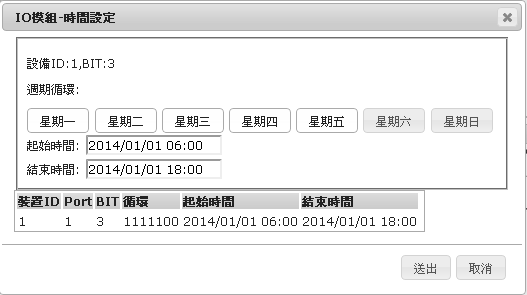 IO模組-時間設定
設備ID:1,BIT:3
週期循環:
星期一 星期二 星期三 星期四 星期五 星期六 星期日
起始時間: 2014/01/01 06:00
結束時間: 2014/01/01 18:00
裝置ID Port BIT 循環 起始時間 結束時間
1 1 3 1111100 2014/01/01 06:00 2014/01/01 18:00
送出 取消